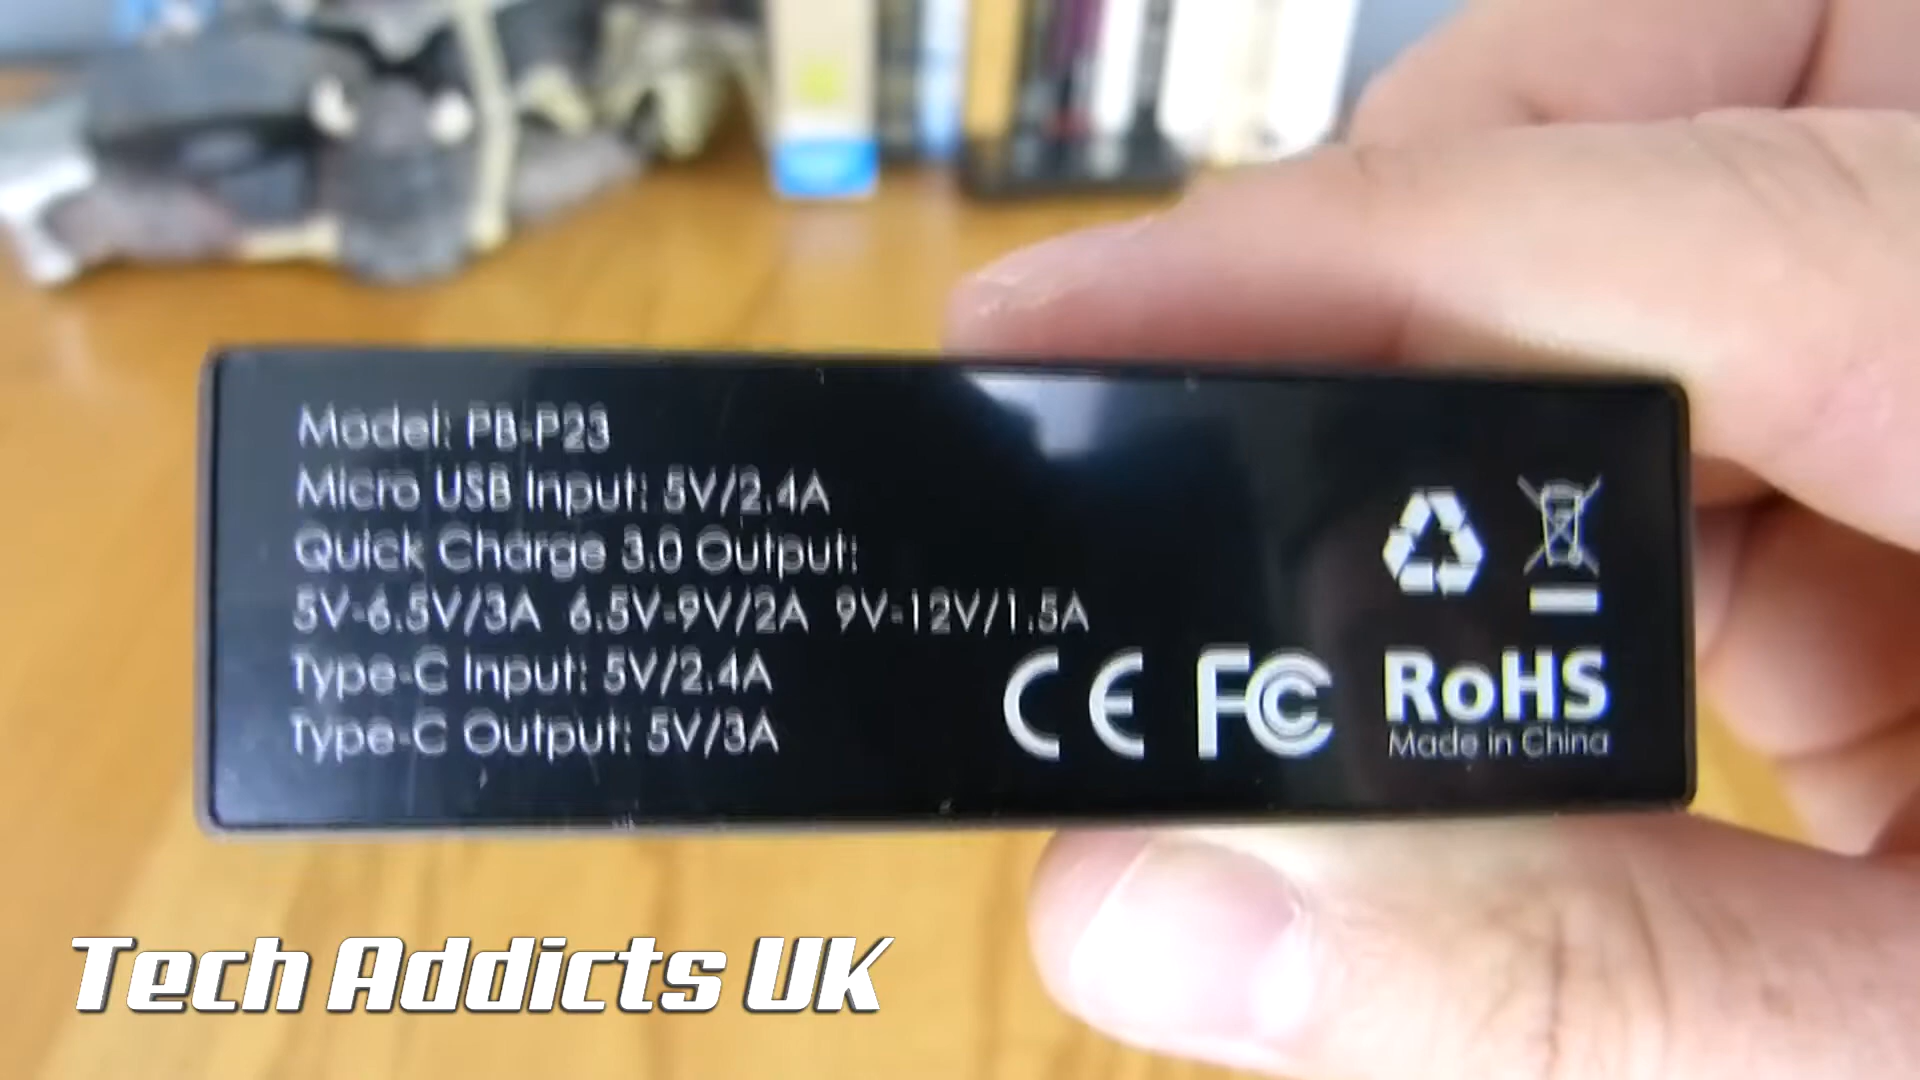 Model: PB-P23
Micro USB Input: 5V/2.4A
Quick Charge 3.0 Output:
5V-6.5V/3A 6.5V-9V/2A 9V-12V/1.5A
Type-C Input: 5V/2.4A
Type-C Output: 5V/3A
CE FC RoHS
Made in China
Tech Addicts UK